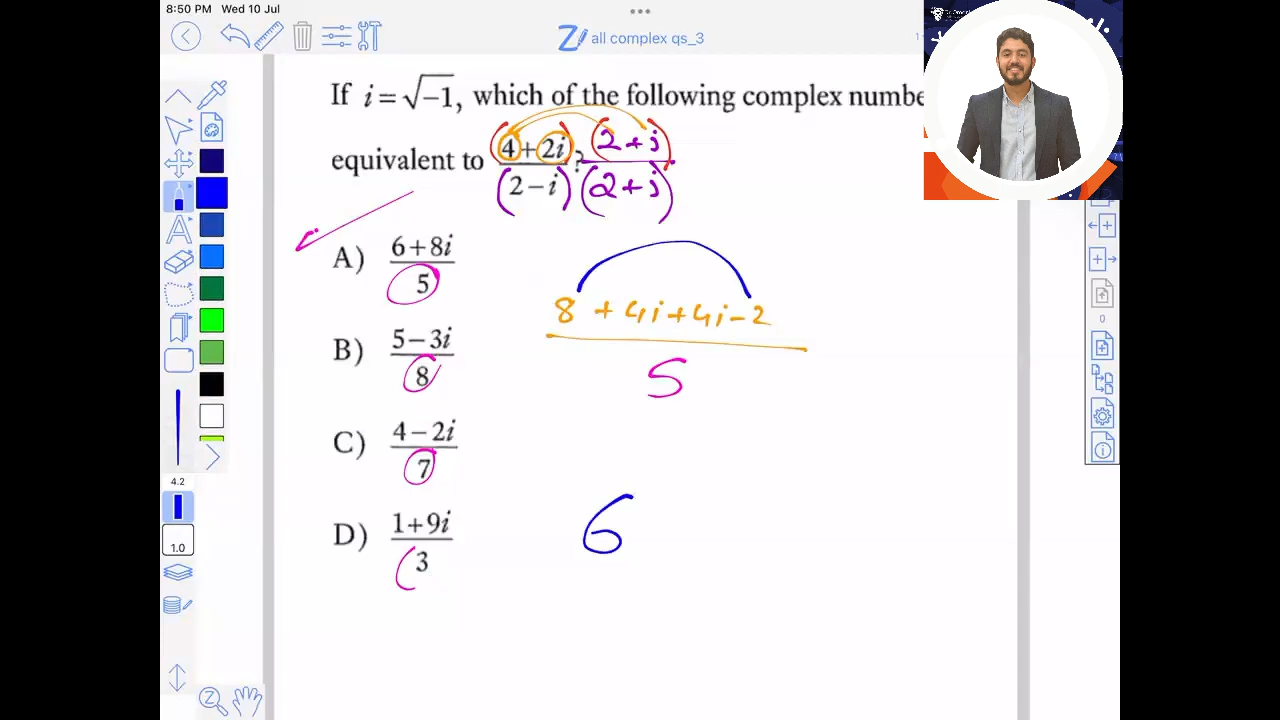 8:50 PM Wed 10 Jul
all complex qs_3
If i = √−1, which of the following complex numbe
equivalent to (4 + 2i)/(2 − i) ? (2 + i)/(2 + i)
A) (6 + 8i)/5
8 + 4i + 4i − 2
5
B) (5 − 3i)/8
C) (4 − 2i)/7
4.2
D) (1 + 9i)/3
6
1.0